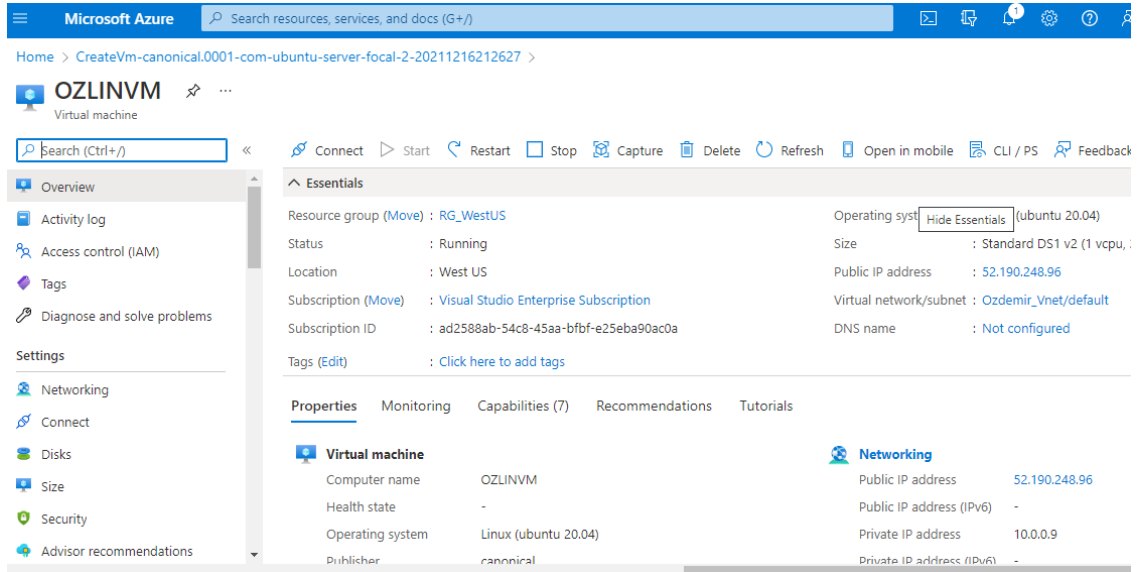 Microsoft Azure
Search resources, services, and docs (G+/)
1
Home > CreateVm-canonical.0001-com-ubuntu-server-focal-2-20211216212627 >
OZLINVM
Virtual machine
Search (Ctrl+/)
Connect Start Restart Stop Capture Delete Refresh Open in mobile CLI / PS Feedback
Overview
Activity log
Access control (IAM)
Tags
Diagnose and solve problems
Settings
Networking
Connect
Disks
Size
Security
Advisor recommendations
Essentials
Resource group (Move) : RG_WestUS
Status : Running
Location : West US
Subscription (Move) : Visual Studio Enterprise Subscription
Subscription ID : ad2588ab-54c8-45aa-bfbf-e25eba90ac0a
Tags (Edit) : Click here to add tags
Operating syst Hide Essentials (ubuntu 20.04)
Size : Standard DS1 v2 (1 vcpu,
Public IP address : 52.190.248.96
Virtual network/subnet : Ozdemir_Vnet/default
DNS name : Not configured
Properties Monitoring Capabilities (7) Recommendations Tutorials
Virtual machine
Computer name OZLINVM
Health state -
Operating system Linux (ubuntu 20.04)
Publisher canonical
Networking
Public IP address 52.190.248.96
Public IP address (IPv6) -
Private IP address 10.0.0.9
Private IP address (IPv6) -